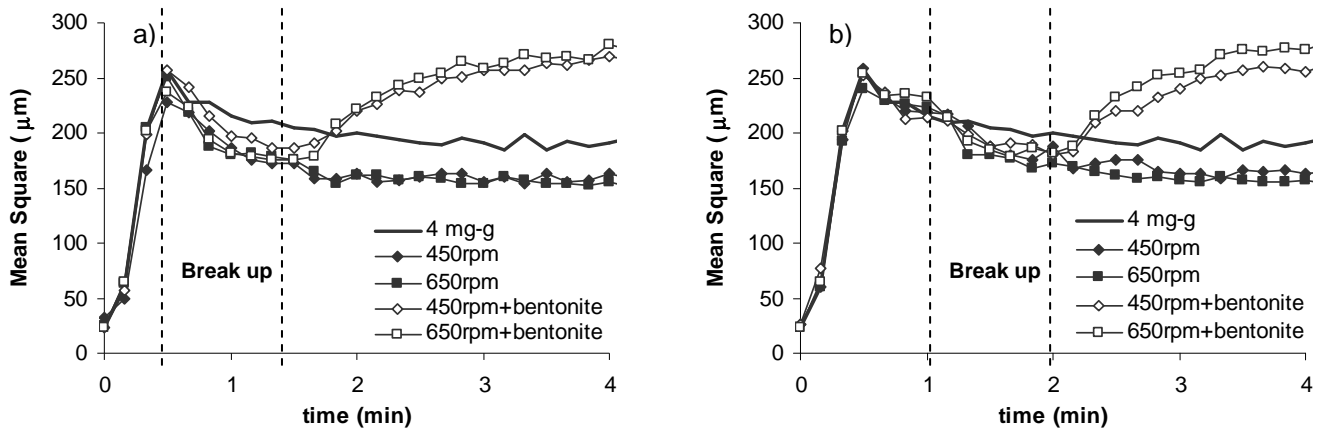 a)
Mean Square ( μm)
300
250
200
150
100
50
0
Break up
4 mg-g
450rpm
650rpm
450rpm+bentonite
650rpm+bentonite
0 1 2 3 4
time (min)
b)
Mean Square ( μm)
300
250
200
150
100
50
0
Break up
4 mg-g
450rpm
650rpm
450rpm+bentonite
650rpm+bentonite
0 1 2 3 4
time (min)